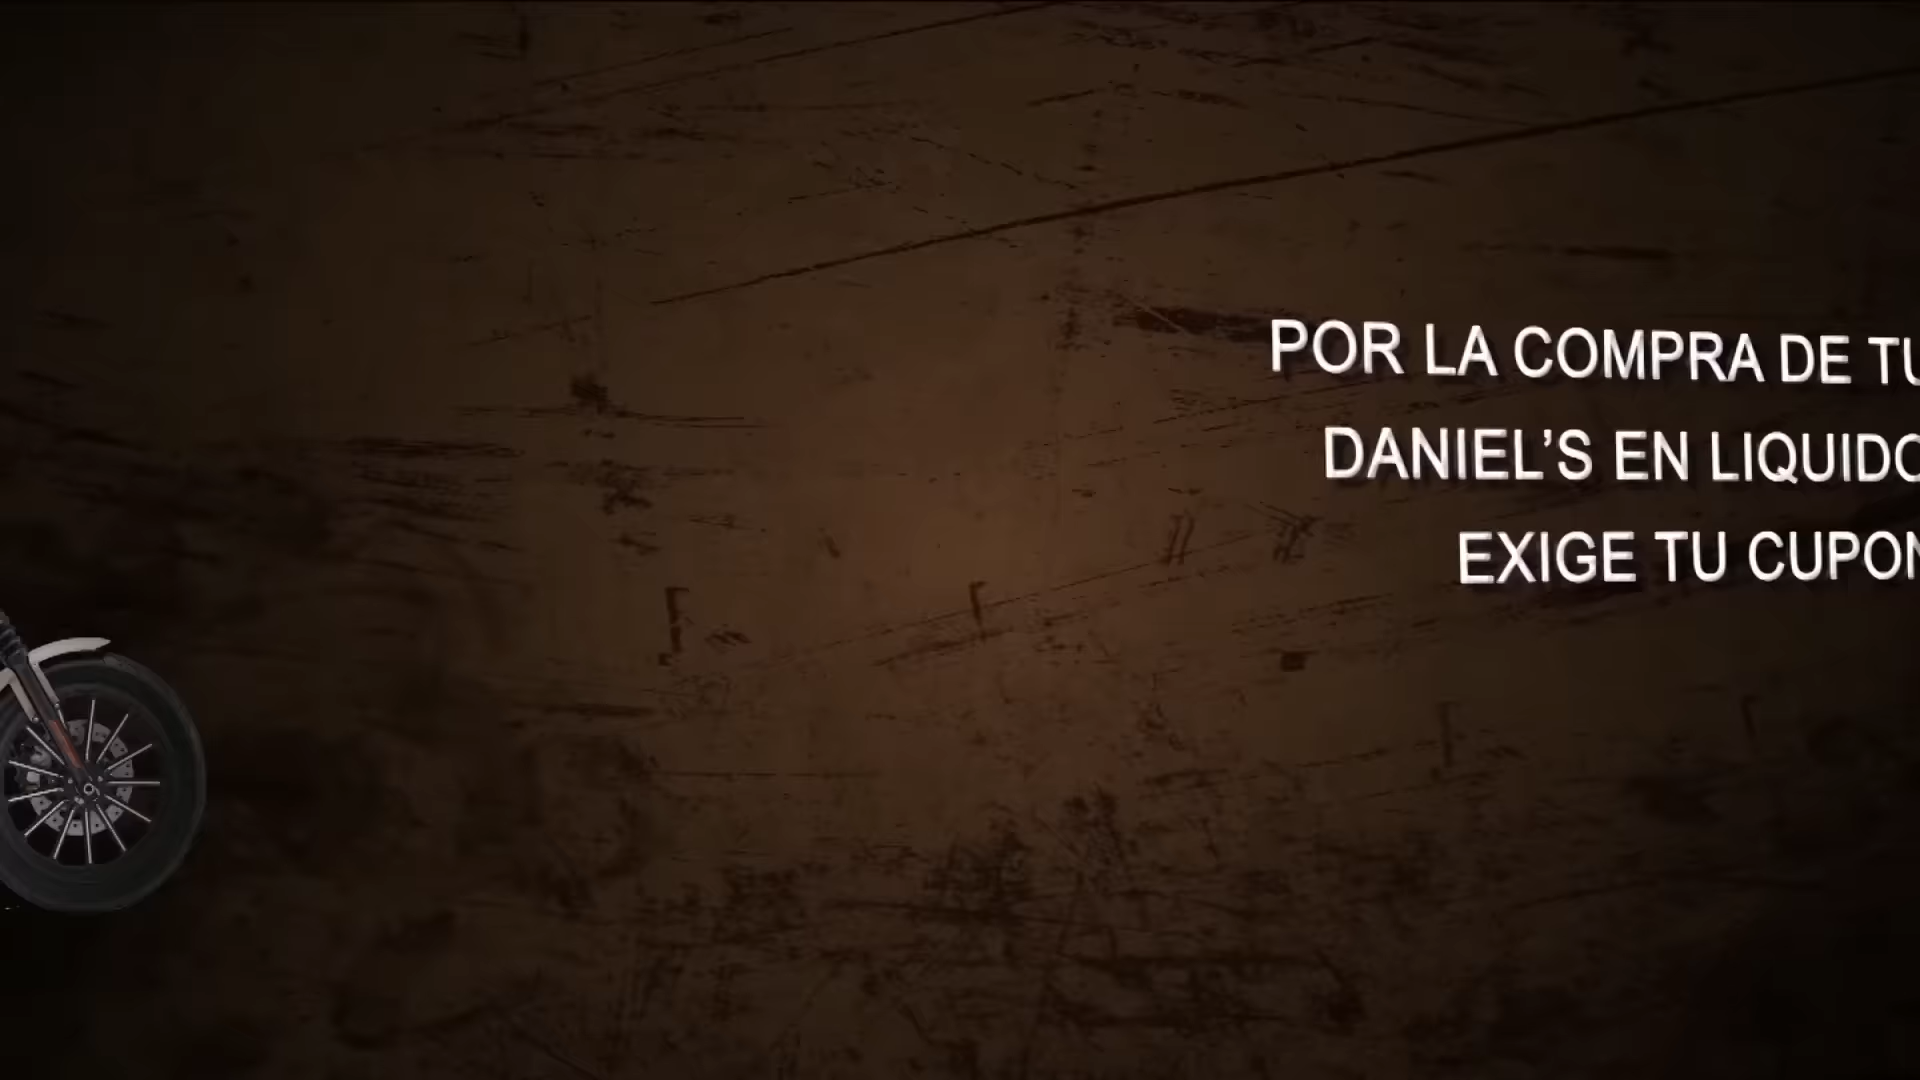 POR LA COMPRA DE TU
DANIEL'S EN LIQUIDO
EXIGE TU CUPON